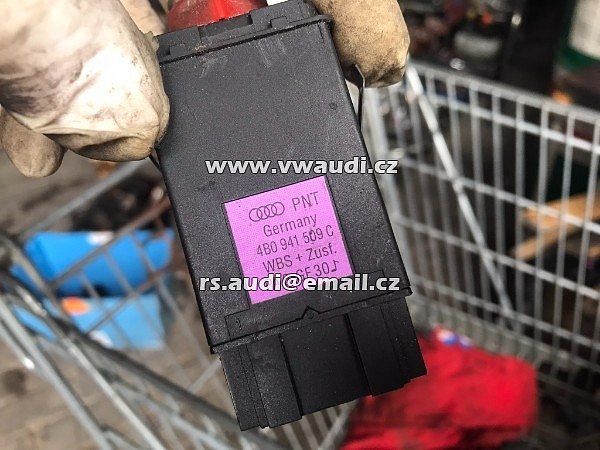 www.vwaudi.cz
PNT
Germany
4B0 941 509 C
WBS + Zusf.
rs.audi@email.cz